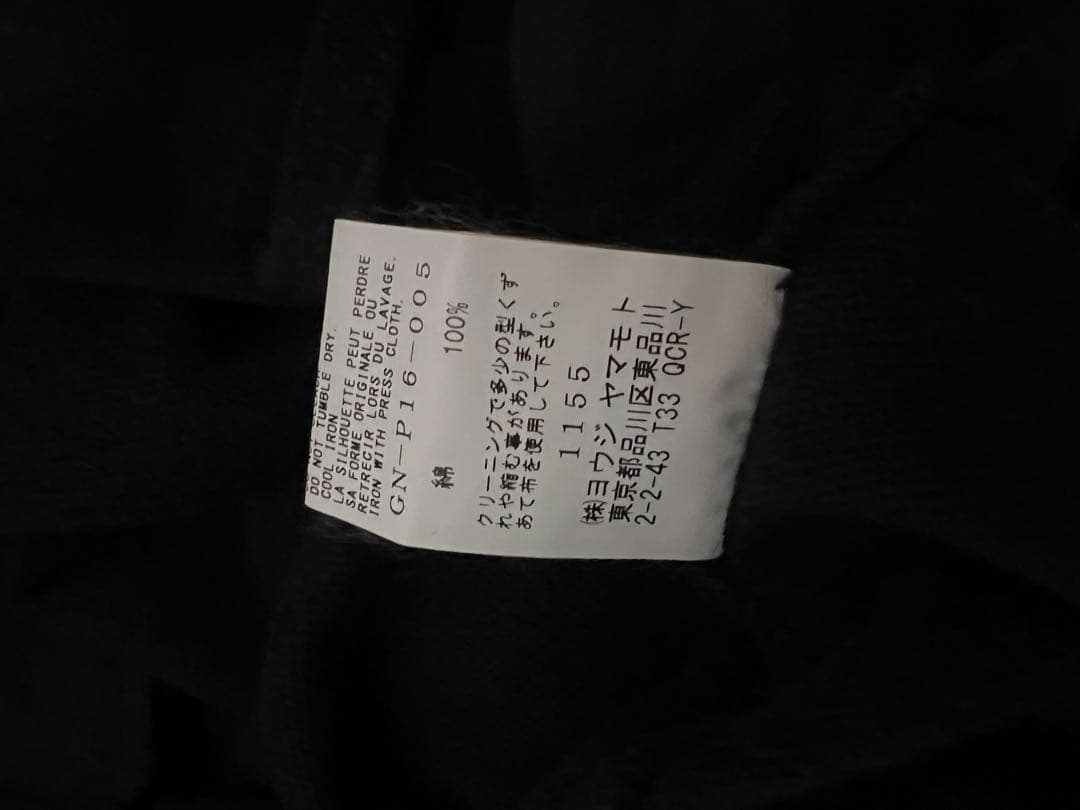 DO NOT TUMBLE DRY.
COOL IRON
LA SILHOUETTE PEUT PERDRE
SA FORME ORIGINALE OU
RETRECIR LORS DU LAVAGE.
IRON WITH PRESS CLOTH.
GN-P16-005
綿 100%
クリーニングで多少の型くず
れや縮む事があります。
あて布を使用して下さい。
1155
㈱ヨウジ ヤマモト
東京都品川区東品川
2-2-43 T33 QCR-Y